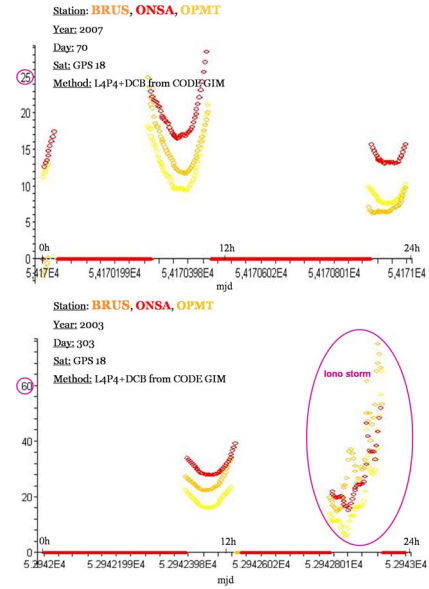 Station: BRUS, ONSA, OPMT
Year: 2007
Day: 70
Sat: GPS 18
Method: L4P4+DCB from CODE GIM
25
20
15
10
5
0
0h 12h 24h
5,417E4 5,4170199E4 5,4170398E4 5,4170602E4 5,4170801E4 5,4171E4
mjd
Station: BRUS, ONSA, OPMT
Year: 2003
Day: 303
Sat: GPS 18
Method: L4P4+DCB from CODE GIM
Iono storm
60
40
20
0
0h 12h 24h
5.2942E4 5.2942199E4 5.2942398E4 5.2942602E4 5.2942801E4 5.2943E4
mjd